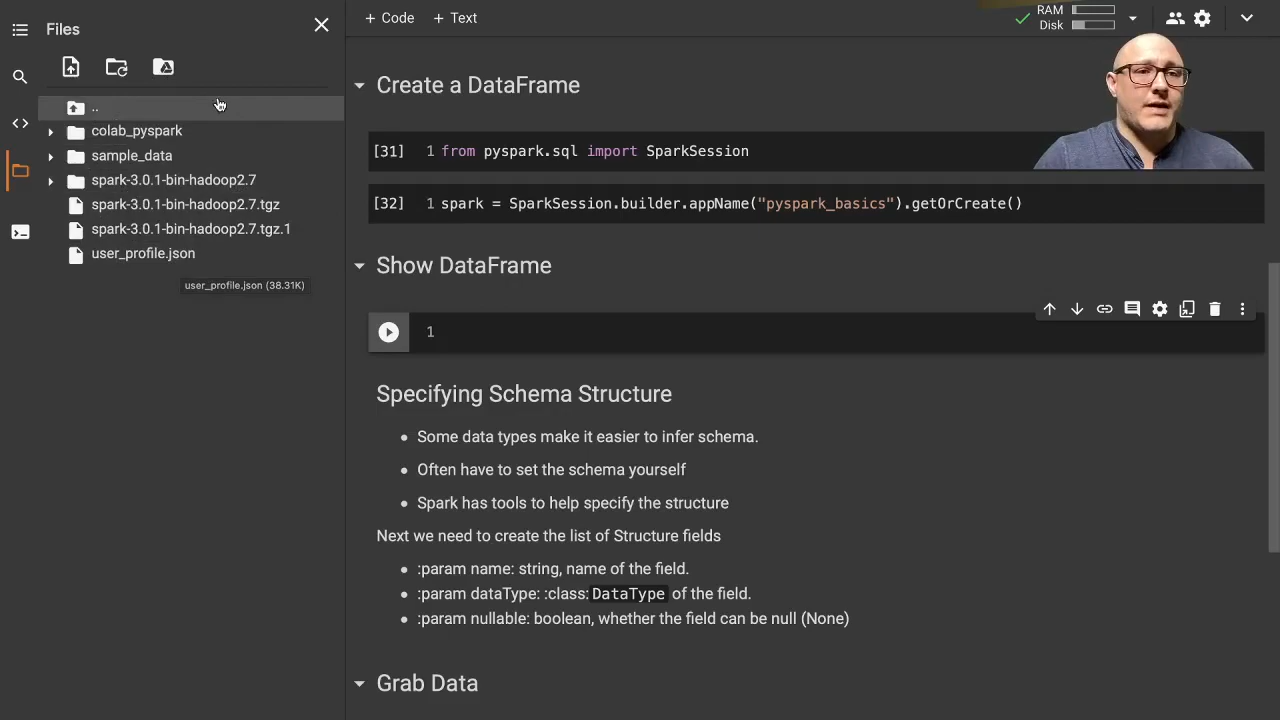 Files
+ Code + Text
RAM
Disk
..
colab_pyspark
sample_data
spark-3.0.1-bin-hadoop2.7
spark-3.0.1-bin-hadoop2.7.tgz
spark-3.0.1-bin-hadoop2.7.tgz.1
user_profile.json
user_profile.json (38.31K)
Create a DataFrame
[31] 1 from pyspark.sql import SparkSession
[32] 1 spark = SparkSession.builder.appName("pyspark_basics").getOrCreate()
Show DataFrame
1
Specifying Schema Structure
• Some data types make it easier to infer schema.
• Often have to set the schema yourself
• Spark has tools to help specify the structure
Next we need to create the list of Structure fields
• :param name: string, name of the field.
• :param dataType: :class: DataType of the field.
• :param nullable: boolean, whether the field can be null (None)
Grab Data